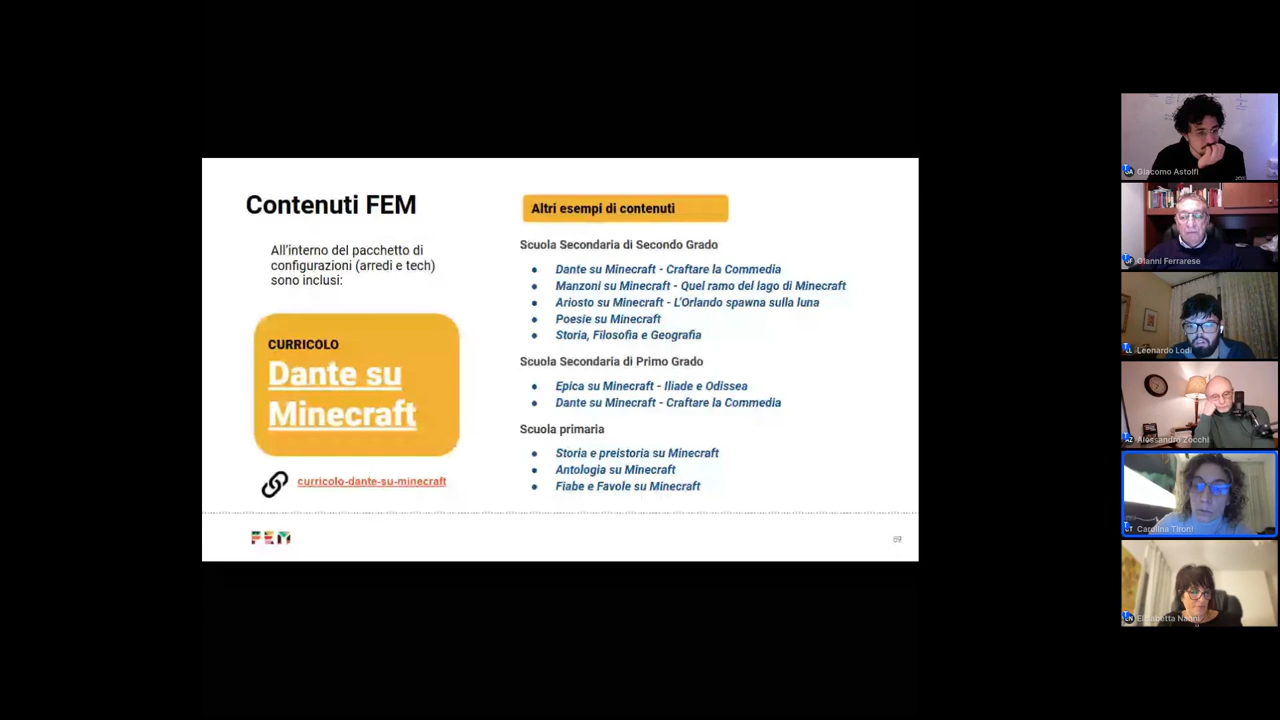 Contenuti FEM
All'interno del pacchetto di
configurazioni (arredi e tech)
sono inclusi:
CURRICOLO
Dante su
Minecraft
curricolo-dante-su-minecraft
Altri esempi di contenuti
Scuola Secondaria di Secondo Grado
● Dante su Minecraft - Craftare la Commedia
● Manzoni su Minecraft - Quel ramo del lago di Minecraft
● Ariosto su Minecraft - L'Orlando spawna sulla luna
● Poesie su Minecraft
● Storia, Filosofia e Geografia
Scuola Secondaria di Primo Grado
● Epica su Minecraft - Iliade e Odissea
● Dante su Minecraft - Craftare la Commedia
Scuola primaria
● Storia e preistoria su Minecraft
● Antologia su Minecraft
● Fiabe e Favole su Minecraft
FEM
Giacomo Astolfi
Gianni Ferrarese
Leonardo Lodi
Alessandro Zocchi
Carolina Tironi
Elisabetta Nanni